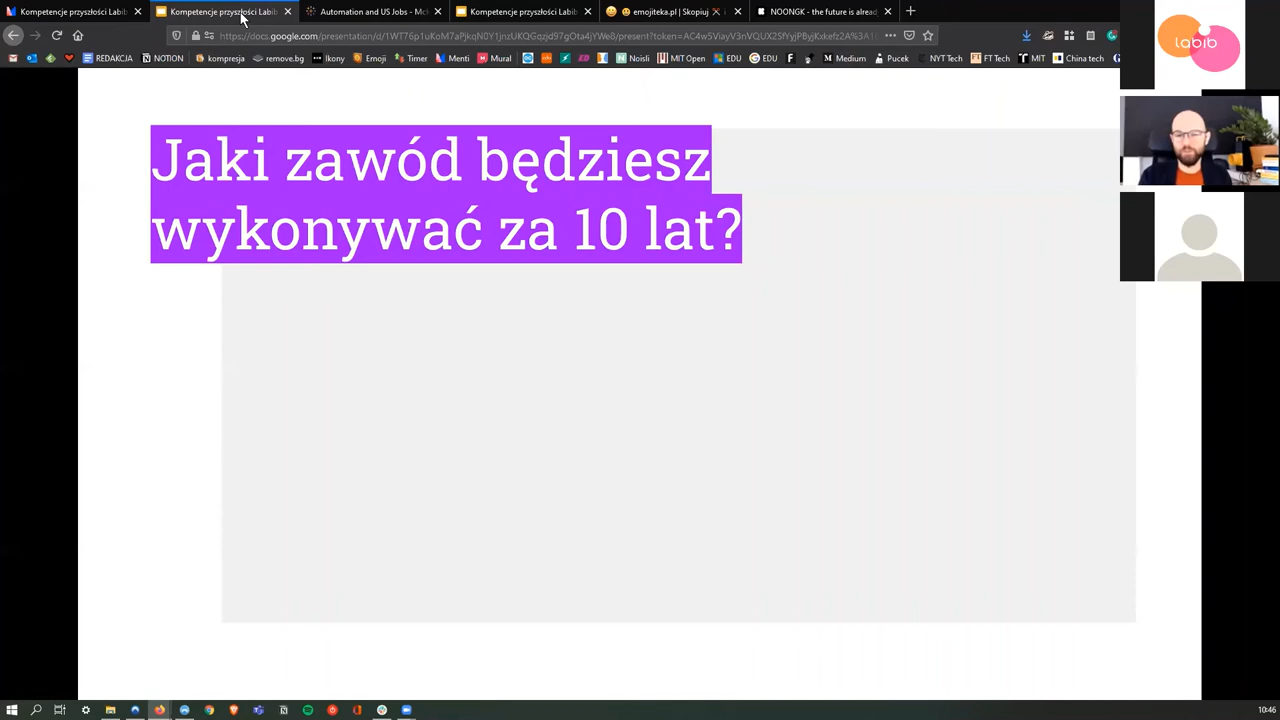 Kompetencje przyszłości Labib
Kompetencje przyszłości Labib
Automation and US Jobs - McK
Kompetencje przyszłości Labib
emojiteka.pl | Skopiuj
NOONGK - the future is alread
REDAKCJA
NOTION
kompresja
remove.bg
Ikony
Emoji
Timer
Menti
Mural
Noisli
MIT Open
EDU
EDU
Medium
Pucek
NYT Tech
FT Tech
MIT
China tech
labib
Jaki zawód będziesz
wykonywać za 10 lat?
10:46